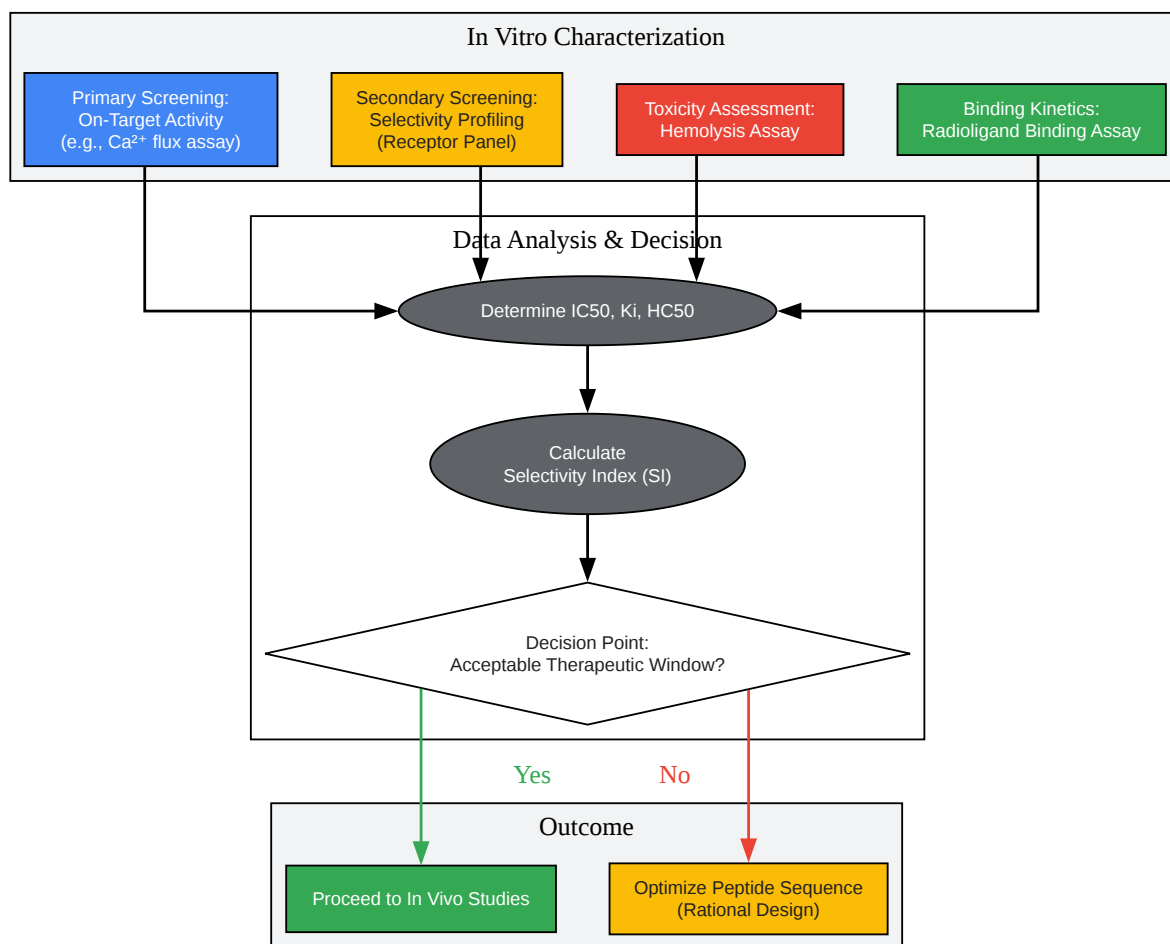 In Vitro Characterization
Primary Screening:
On-Target Activity
(e.g., Ca²⁺ flux assay)
Secondary Screening:
Selectivity Profiling
(Receptor Panel)
Toxicity Assessment:
Hemolysis Assay
Binding Kinetics:
Radioligand Binding Assay
Data Analysis & Decision
Determine IC50, Ki, HC50
Calculate
Selectivity Index (SI)
Decision Point:
Acceptable Therapeutic Window?
Yes
No
Outcome
Proceed to In Vivo Studies
Optimize Peptide Sequence
(Rational Design)